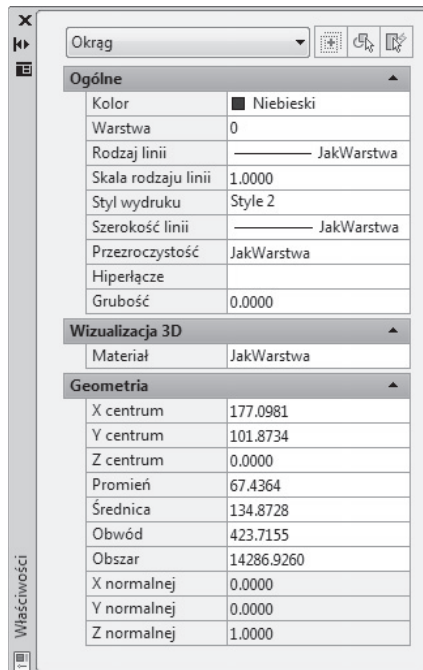 Okrąg
Ogólne
Kolor Niebieski
Warstwa 0
Rodzaj linii JakWarstwa
Skala rodzaju linii 1.0000
Styl wydruku Style 2
Szerokość linii JakWarstwa
Przezroczystość JakWarstwa
Hiperłącze
Grubość 0.0000
Wizualizacja 3D
Materiał JakWarstwa
Geometria
X centrum 177.0981
Y centrum 101.8734
Z centrum 0.0000
Promień 67.4364
Średnica 134.8728
Obwód 423.7155
Obszar 14286.9260
X normalnej 0.0000
Y normalnej 0.0000
Z normalnej 1.0000
Właściwości